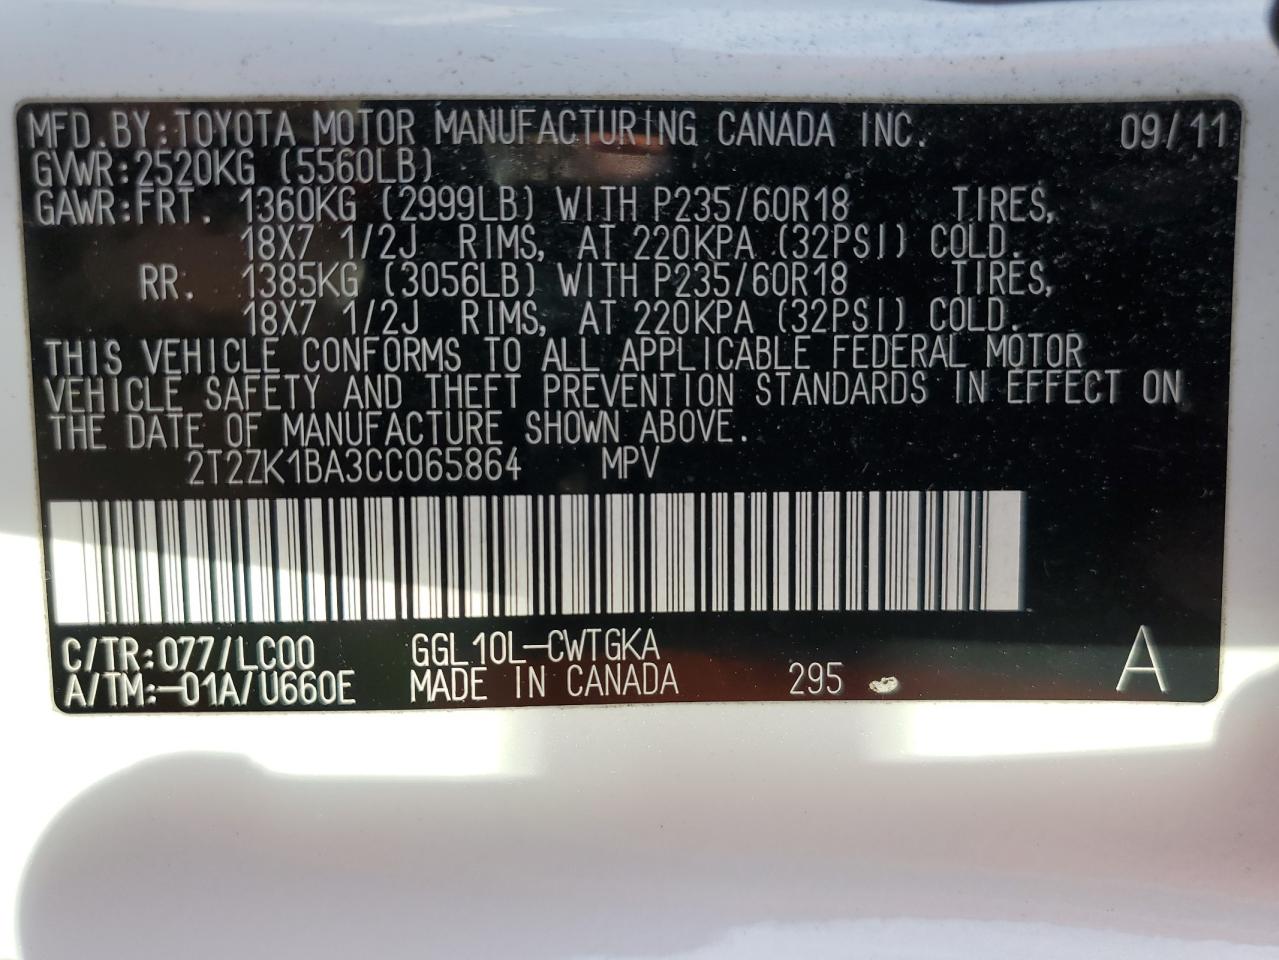 MFD.BY:TOYOTA MOTOR MANUFACTURING CANADA INC. 09/11
GVWR:2520KG (5560LB)
GAWR:FRT. 1360KG (2999LB) WITH P235/60R18 TIRES,
18X7 1/2J RIMS, AT 220KPA (32PSI) COLD.
RR. 1385KG (3056LB) WITH P235/60R18 TIRES,
18X7 1/2J RIMS, AT 220KPA (32PSI) COLD.
THIS VEHICLE CONFORMS TO ALL APPLICABLE FEDERAL MOTOR
VEHICLE SAFETY AND THEFT PREVENTION STANDARDS IN EFFECT ON
THE DATE OF MANUFACTURE SHOWN ABOVE.
2T2ZK1BA3CC065864 MPV
C/TR:077/LC00 GGL10L-CWTGKA
A/TM:-01A/U660E MADE IN CANADA 295 A